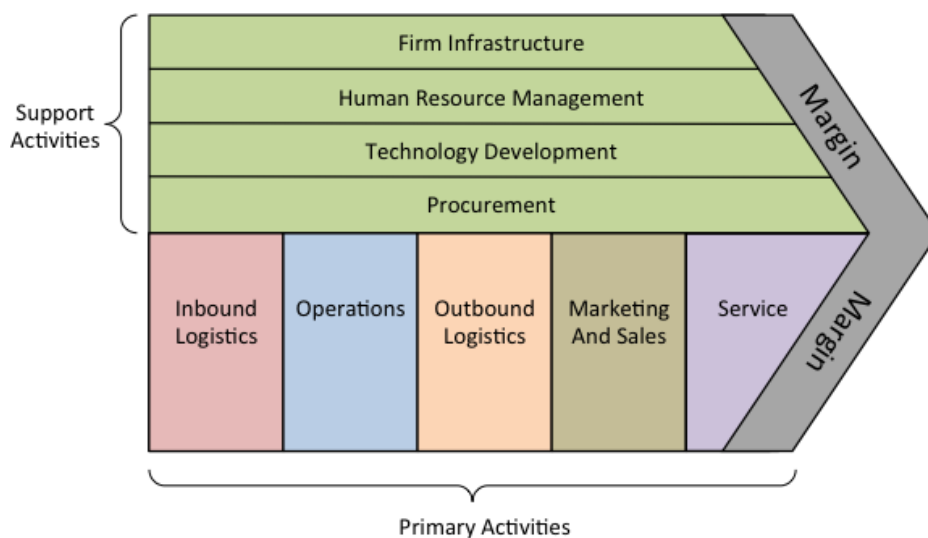 Firm Infrastructure
Human Resource Management
Technology Development
Procurement
Support
Activities
Margin
Inbound
Logistics
Operations
Outbound
Logistics
Marketing
And Sales
Service
Margin
Primary Activities